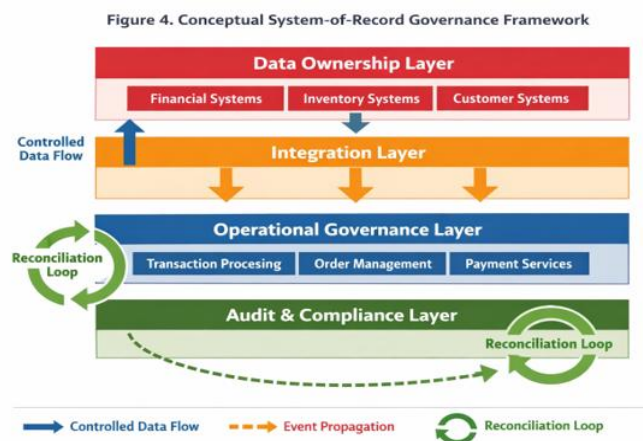 Figure 4. Conceptual System-of-Record Governance Framework
Data Ownership Layer
Financial Systems Inventory Systems Customer Systems
Controlled
Data Flow
Integration Layer
Operational Governance Layer
Reconciliation
Loop
Transaction Procesing Order Management Payment Services
Audit & Compliance Layer
Reconciliation Loop
Controlled Data Flow Event Propagation Reconciliation Loop